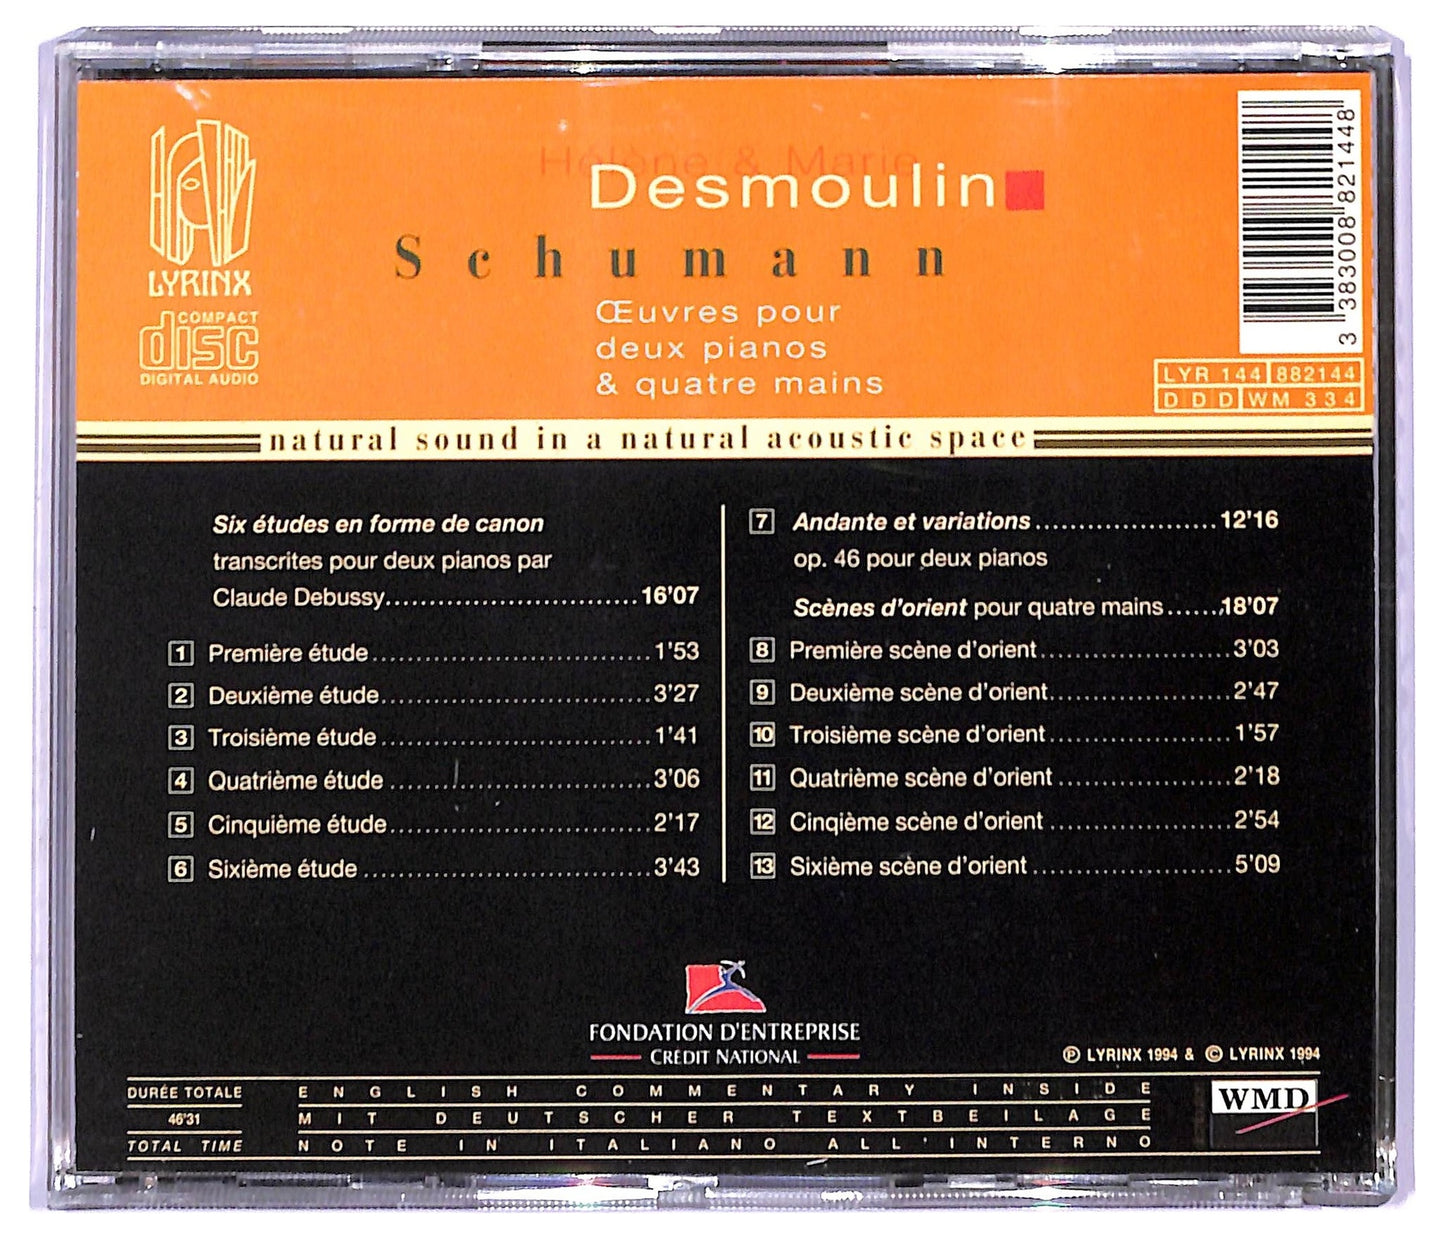 LYRINX
COMPACT
disc
DIGITAL AUDIO
Hélène & Marie
Desmoulin
Schumann
Œuvres pour
deux pianos
& quatre mains
3 383008 821448
LYR 144 882144
D D D WM 334
natural sound in a natural acoustic space
Six études en forme de canon
transcrites pour deux pianos par
Claude Debussy..............................16'07
1 Première étude.................................1'53
2 Deuxième étude...............................3'27
3 Troisième étude................................1'41
4 Quatrième étude...............................3'06
5 Cinquième étude...............................2'17
6 Sixième étude..................................3'43
7 Andante et variations.....................12'16
op. 46 pour deux pianos
Scènes d'orient pour quatre mains......18'07
8 Première scène d'orient......................3'03
9 Deuxième scène d'orient.....................2'47
10 Troisième scène d'orient.....................1'57
11 Quatrième scène d'orient....................2'18
12 Cinqième scène d'orient.....................2'54
13 Sixième scène d'orient.......................5'09
FONDATION D'ENTREPRISE
CRÉDIT NATIONAL
℗ LYRINX 1994 & © LYRINX 1994
DURÉE TOTALE
46'31
TOTAL TIME
ENGLISH COMMENTARY INSIDE
MIT DEUTSCHER TEXTBEILAGE
NOTE IN ITALIANO ALL'INTERNO
WMD